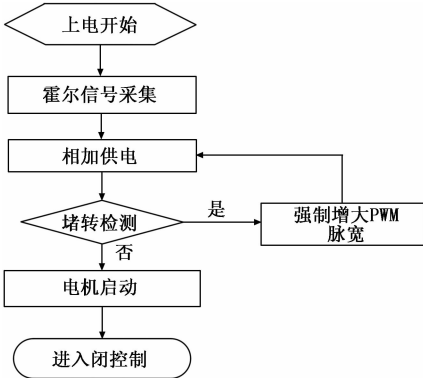 上电开始
霍尔信号采集
相加供电
堵转检测
是
强制增大PWM
脉宽
否
电机启动
进入闭控制